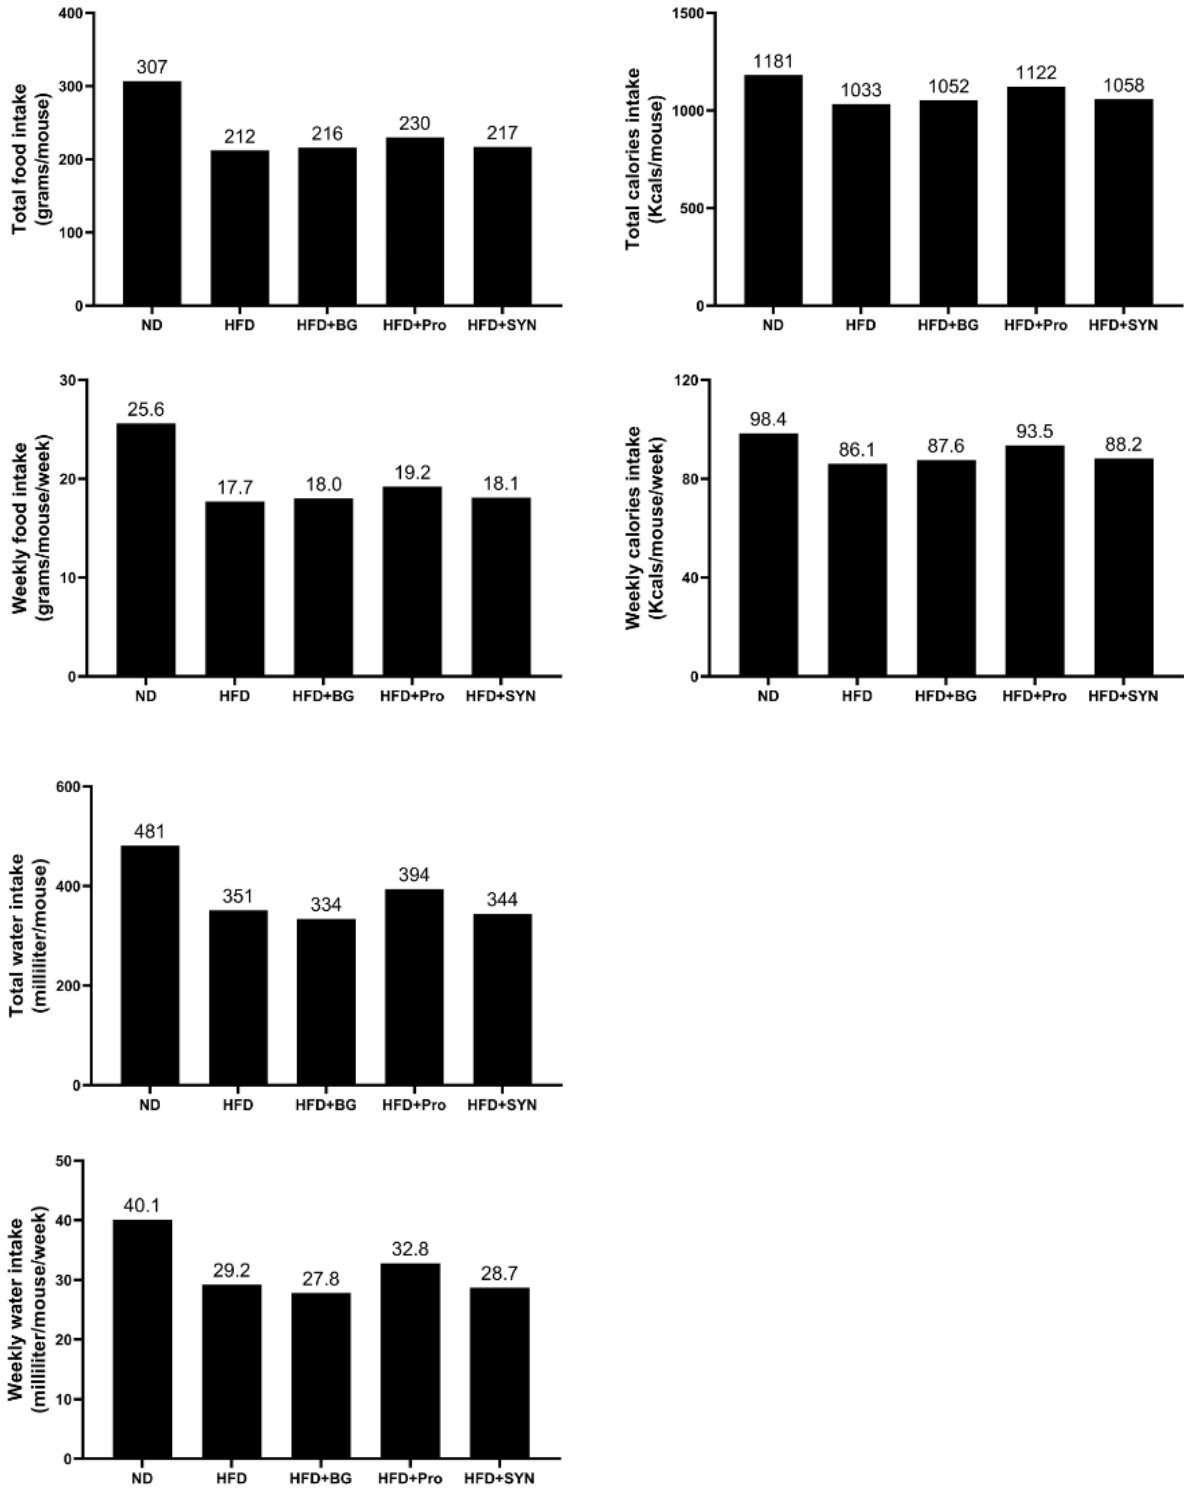 Total food intake
(grams/mouse)
400
300
200
100
0
307
212
216
230
217
ND
HFD
HFD+BG
HFD+Pro
HFD+SYN
Total calories intake
(Kcals/mouse)
1500
1000
500
0
1181
1033
1052
1122
1058
ND
HFD
HFD+BG
HFD+Pro
HFD+SYN
Weekly food intake
(grams/mouse/week)
30
20
10
0
25.6
17.7
18.0
19.2
18.1
ND
HFD
HFD+BG
HFD+Pro
HFD+SYN
Weekly calories intake
(Kcals/mouse/week)
120
80
40
0
98.4
86.1
87.6
93.5
88.2
ND
HFD
HFD+BG
HFD+Pro
HFD+SYN
Total water intake
(milliliter/mouse)
600
400
200
0
481
351
334
394
344
ND
HFD
HFD+BG
HFD+Pro
HFD+SYN
Weekly water intake
(milliliter/mouse/week)
50
40
30
20
10
0
40.1
29.2
27.8
32.8
28.7
ND
HFD
HFD+BG
HFD+Pro
HFD+SYN